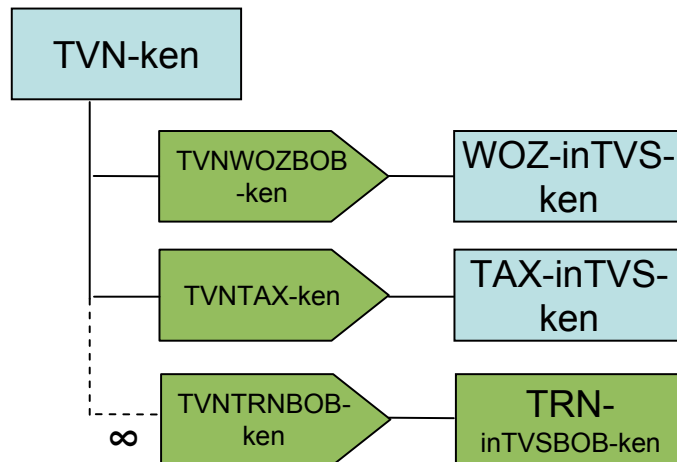 TVN-ken
TVNWOZBOB
-ken
WOZ-inTVS-
ken
TVNTAX-ken
TAX-inTVS-
ken
∞
TVNTRNBOB-
ken
TRN-
inTVSBOB-ken